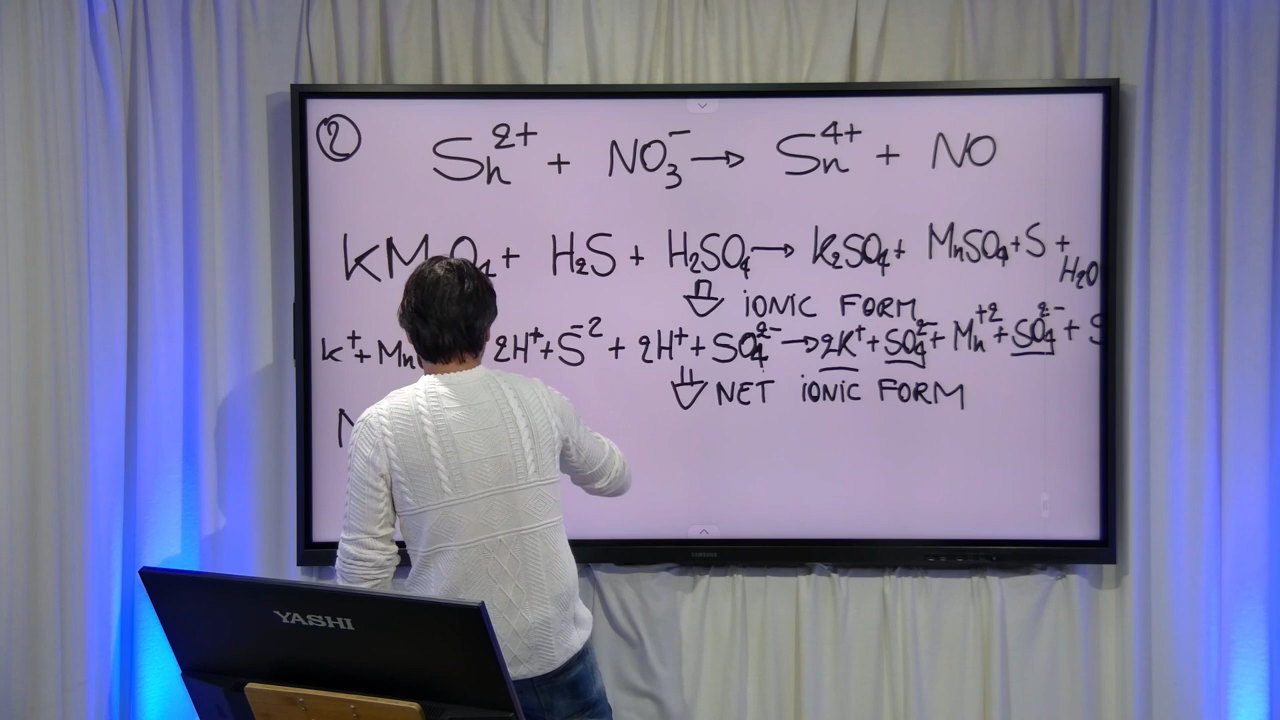 ② Sn²⁺ + NO₃⁻ → Sn⁴⁺ + NO
KMnO₄ + H₂S + H₂SO₄ → K₂SO₄ + MnSO₄ + S + H₂O
⇩ IONIC FORM
K⁺ + Mn 2H⁺ + S⁻² + 2H⁺ + SO₄²⁻ → 2K⁺ + SO₄²⁻ + Mn⁺² + SO₄²⁻ + S
⇩ NET IONIC FORM
SAMSUNG
YASHI